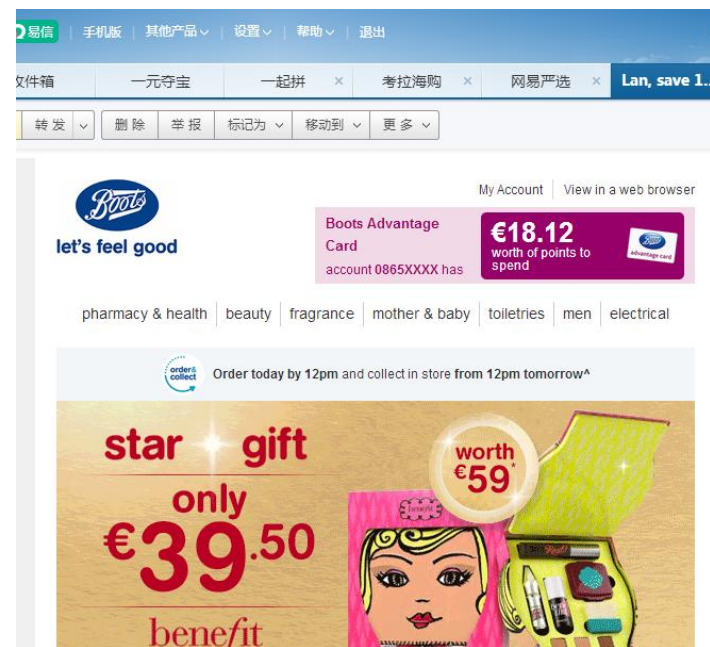 易信 手机版 其他产品 设置 帮助 退出
件箱 一元夺宝 一起拼 × 考拉海购 × 网易严选 × Lan, save 1..
转发 删除 举报 标记为 移动到 更多
My Account View in a web browser
Boots
let's feel good
Boots Advantage
Card
account 0865XXXX has
€18.12
worth of points to
spend
advantage card
pharmacy & health beauty fragrance mother & baby toiletries men electrical
order &
collect
Order today by 12pm and collect in store from 12pm tomorrow^
star gift
only
€39.50
benefit
worth
€59*
benefit